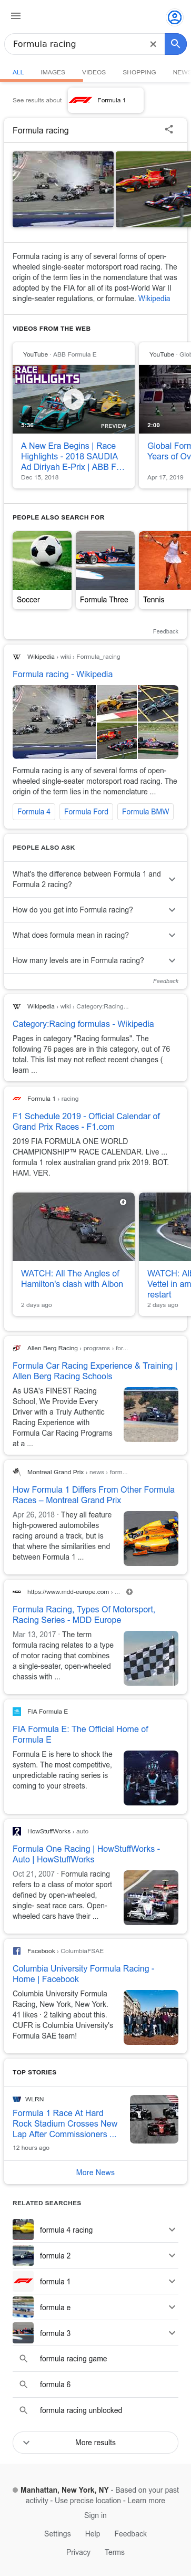 Formula racing
ALL IMAGES VIDEOS SHOPPING NEW
See results about
Formula 1
Formula racing
Formula racing is any of several forms of open-
wheeled single-seater motorsport road racing. The
origin of the term lies in the nomenclature that was
adopted by the FIA for all of its post-World War II
single-seater regulations, or formulae. Wikipedia
VIDEOS FROM THE WEB
RACE
HIGHLIGHTS
5:36
PREVIEW
YouTube · ABB Formula E
A New Era Begins | Race
Highlights - 2018 SAUDIA
Ad Diriyah E-Prix | ABB F…
Dec 15, 2018
YouTube · Glo
2:00
Global Form
Years of Ov
Apr 17, 2019
PEOPLE ALSO SEARCH FOR
Soccer
Formula Three
Tennis
Feedback
Wikipedia › wiki › Formula_racing
Formula racing - Wikipedia
Formula racing is any of several forms of open-
wheeled single-seater motorsport road racing. The
origin of the term lies in the nomenclature ...
Formula 4
Formula Ford
Formula BMW
PEOPLE ALSO ASK
What's the difference between Formula 1 and
Formula 2 racing?
How do you get into Formula racing?
What does formula mean in racing?
How many levels are in Formula racing?
Feedback
Wikipedia › wiki › Category:Racing...
Category:Racing formulas - Wikipedia
Pages in category "Racing formulas". The
following 76 pages are in this category, out of 76
total. This list may not reflect recent changes (
learn ...
Formula 1 › racing
F1 Schedule 2019 - Official Calendar of
Grand Prix Races - F1.com
2019 FIA FORMULA ONE WORLD
CHAMPIONSHIP™ RACE CALENDAR. Live ...
formula 1 rolex australian grand prix 2019. BOT.
HAM. VER.
WATCH: All The Angles of
Hamilton's clash with Albon
2 days ago
WATCH: Al
Vettel in am
restart
2 days ago
Allen Berg Racing › programs › for...
Formula Car Racing Experience & Training |
Allen Berg Racing Schools
As USA's FINEST Racing
School, We Provide Every
Driver with a Truly Authentic
Racing Experience with
Formula Car Racing Programs
at a ...
Montreal Grand Prix › news › form...
How Formula 1 Differs From Other Formula
Races – Montreal Grand Prix
Apr 26, 2018 · They all feature
high-powered automobiles
racing around a track, but is
that where the similarities end
between Formula 1 ...
https://www.mdd-europe.com › ...
Formula Racing, Types Of Motorsport,
Racing Series - MDD Europe
Mar 13, 2017 · The term
formula racing relates to a type
of motor racing that combines
a single-seater, open-wheeled
chassis with ...
FIA Formula E
FIA Formula E: The Official Home of
Formula E
Formula E is here to shock the
system. The most competitive,
unpredictable racing series is
coming to your streets.
HowStuffWorks › auto
Formula One Racing | HowStuffWorks -
Auto | HowStuffWorks
Oct 21, 2007 · Formula racing
refers to a class of motor sport
defined by open-wheeled,
single- seat race cars. Open-
wheeled cars have their ...
Facebook › ColumbiaFSAE
Columbia University Formula Racing -
Home | Facebook
Columbia University Formula
Racing, New York, New York.
41 likes · 2 talking about this.
CUFR is Columbia University's
Formula SAE team!
TOP STORIES
WLRN
Formula 1 Race At Hard
Rock Stadium Crosses New
Lap After Commissioners ...
12 hours ago
More News
RELATED SEARCHES
formula 4 racing
formula 2
formula 1
formula e
formula 3
formula racing game
formula 6
formula racing unblocked
More results
Manhattan, New York, NY - Based on your past
activity - Use precise location - Learn more
Sign in
Settings Help Feedback
Privacy Terms